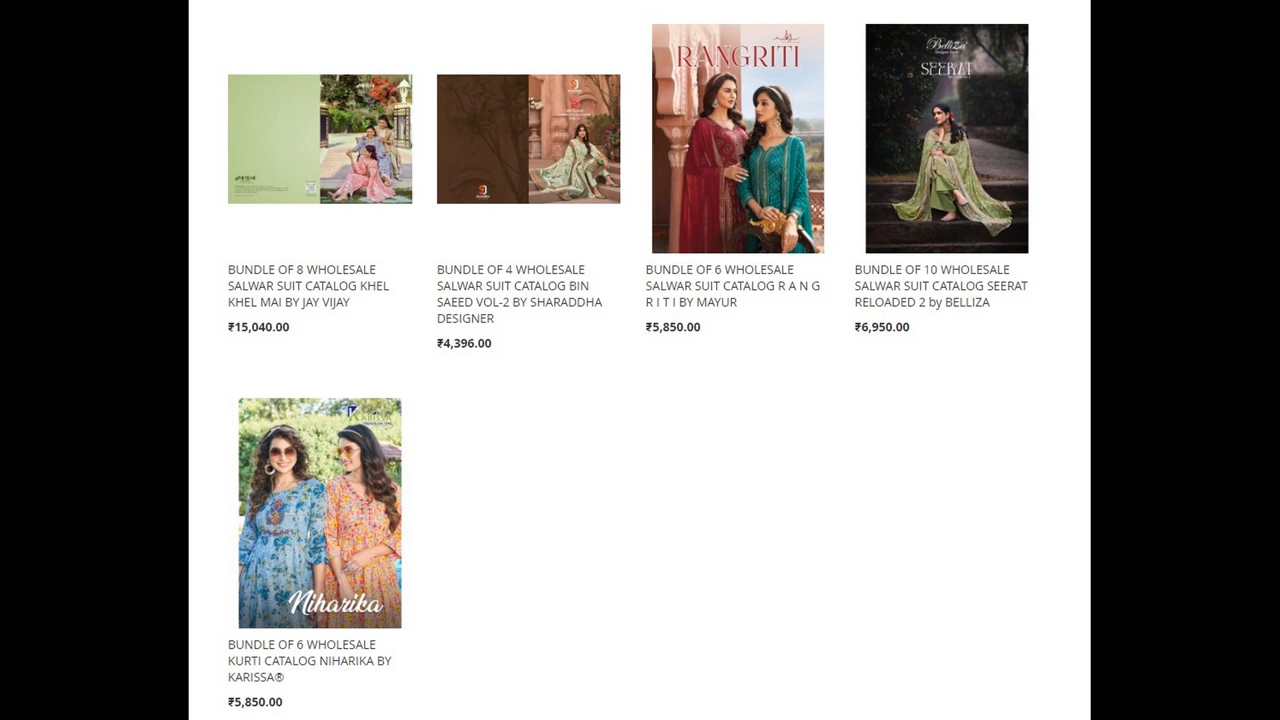 RANGRITI
Belliza
SEERAT
BUNDLE OF 8 WHOLESALE
SALWAR SUIT CATALOG KHEL
KHEL MAI BY JAY VIJAY
₹15,040.00
BUNDLE OF 4 WHOLESALE
SALWAR SUIT CATALOG BIN
SAEED VOL-2 BY SHARADDHA
DESIGNER
₹4,396.00
BUNDLE OF 6 WHOLESALE
SALWAR SUIT CATALOG R A N G
R I T I BY MAYUR
₹5,850.00
BUNDLE OF 10 WHOLESALE
SALWAR SUIT CATALOG SEERAT
RELOADED 2 by BELLIZA
₹6,950.00
Niharika
BUNDLE OF 6 WHOLESALE
KURTI CATALOG NIHARIKA BY
KARISSA®
₹5,850.00